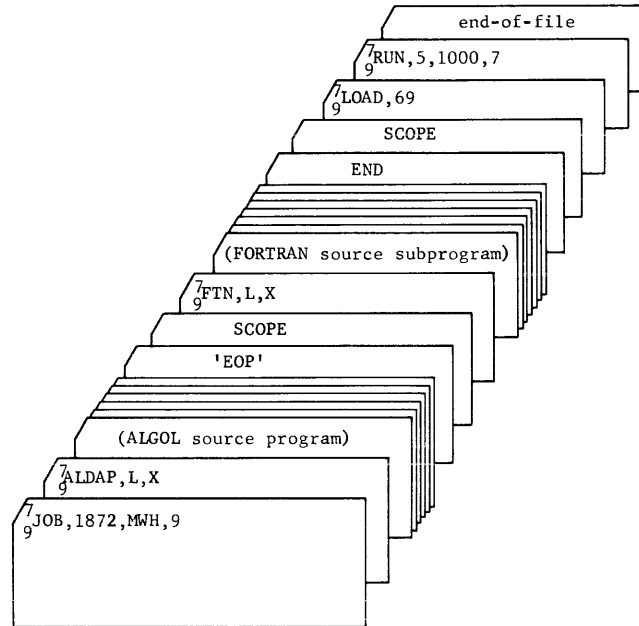 end-of-file
7
9RUN,5,1000,7
7
9LOAD,69
SCOPE
END
(FORTRAN source subprogram)
7
9FTN,L,X
SCOPE
'EOP'
(ALGOL source program)
7
9ALDAP,L,X
7
9JOB,1872,MWH,9